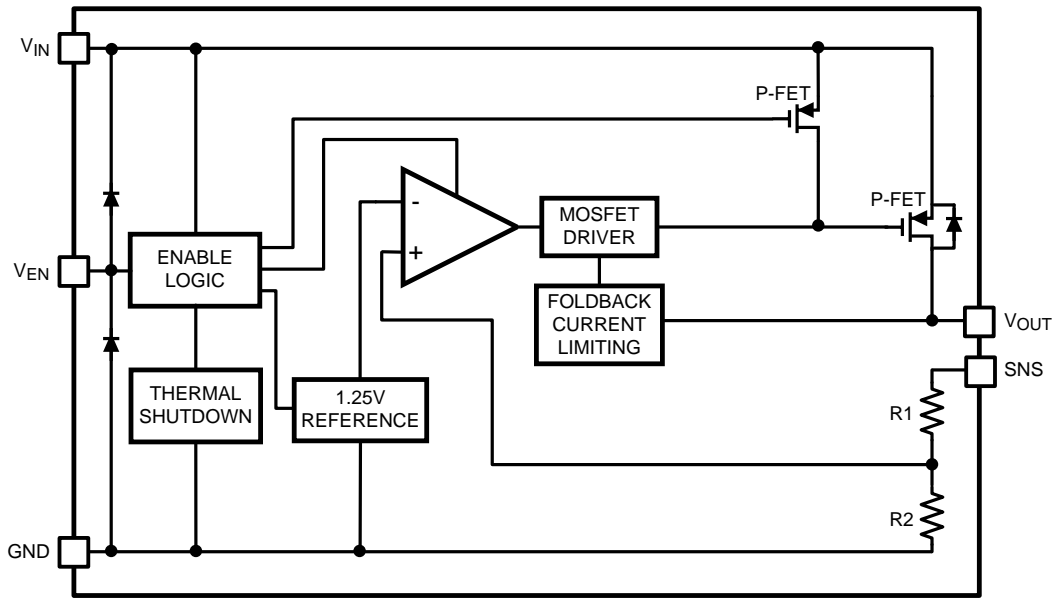 VIN
P-FET
P-FET
-
MOSFET
DRIVER
+
VEN
ENABLE
LOGIC
FOLDBACK
CURRENT
LIMITING
VOUT
SNS
THERMAL
SHUTDOWN
1.25V
REFERENCE
R1
R2
GND